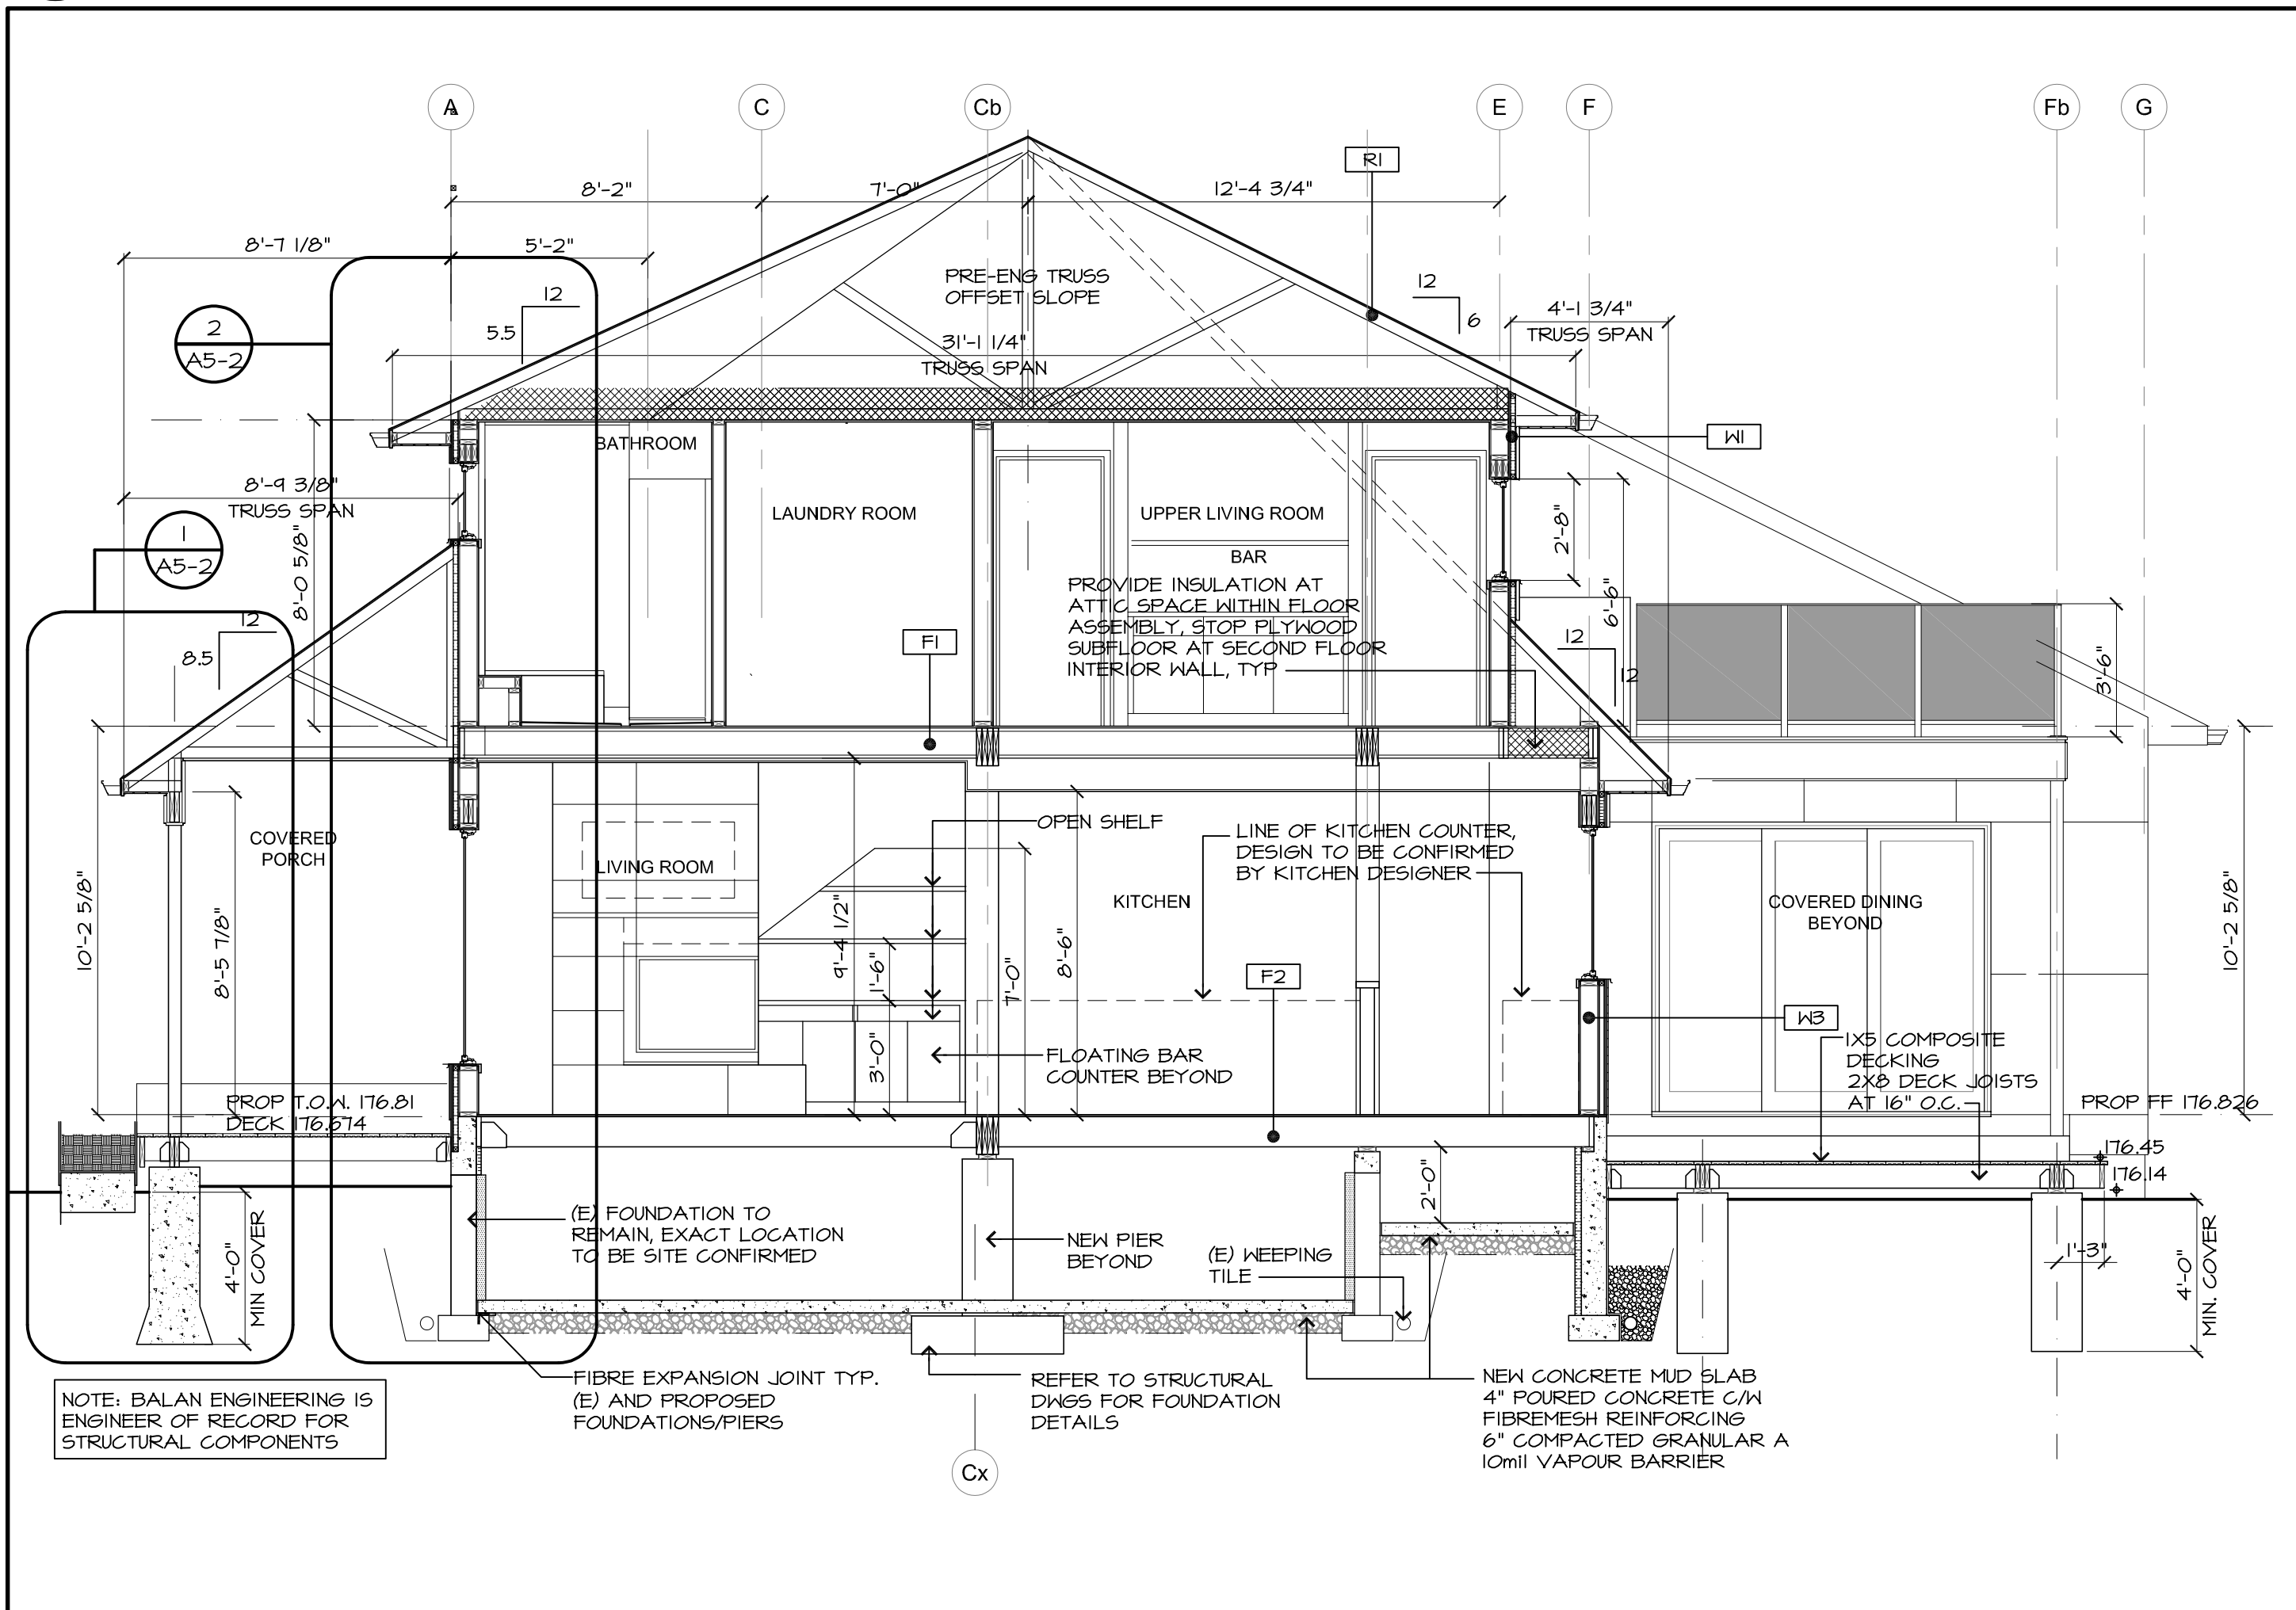 A
C
Cb
E
F
Fb
G
R1
8'-2"
7'-0"
12'-4 3/4"
8'-7 1/8"
5'-2"
PRE-ENG TRUSS
OFFSET SLOPE
12
5.5
12
6
4'-1 3/4"
TRUSS SPAN
2
A5-2
31'-1 1/4"
TRUSS SPAN
BATHROOM
W1
8'-9 3/8"
TRUSS SPAN
LAUNDRY ROOM
UPPER LIVING ROOM
2'-8"
1
A5-2
8'-0 5/8"
BAR
PROVIDE INSULATION AT
ATTIC SPACE WITHIN FLOOR
ASSEMBLY, STOP PLYWOOD
SUBFLOOR AT SECOND FLOOR
INTERIOR WALL, TYP
6'-6"
12
8.5
F1
12
12
3'-6"
OPEN SHELF
LINE OF KITCHEN COUNTER,
DESIGN TO BE CONFIRMED
BY KITCHEN DESIGNER
COVERED
PORCH
LIVING ROOM
KITCHEN
COVERED DINING
BEYOND
10'-2 5/8"
8'-5 7/8"
9'-4 1/2"
1'-6"
7'-0"
8'-6"
10'-2 5/8"
F2
W3
3'-0"
FLOATING BAR
COUNTER BEYOND
1X5 COMPOSITE
DECKING
2X8 DECK JOISTS
AT 16" O.C.
PROP T.O.W. 176.81
DECK 176.674
PROP FF 176.826
176.45
176.14
2'-0"
(E) FOUNDATION TO
REMAIN, EXACT LOCATION
TO BE SITE CONFIRMED
NEW PIER
BEYOND
(E) WEEPING
TILE
4'-0"
MIN COVER
1'-3"
4'-0"
MIN. COVER
FIBRE EXPANSION JOINT TYP.
(E) AND PROPOSED
FOUNDATIONS/PIERS
REFER TO STRUCTURAL
DWGS FOR FOUNDATION
DETAILS
NEW CONCRETE MUD SLAB
4" POURED CONCRETE C/W
FIBREMESH REINFORCING
6" COMPACTED GRANULAR A
10mil VAPOUR BARRIER
NOTE: BALAN ENGINEERING IS
ENGINEER OF RECORD FOR
STRUCTURAL COMPONENTS
Cx